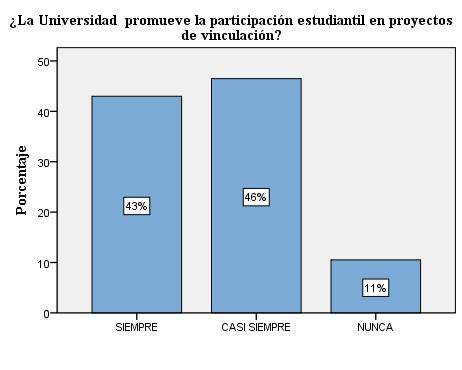 ¿La Universidad  promueve la participación estudiantil en proyectos
de vinculación?
Porcentaje
50
40
30
20
10
0
43%
46%
11%
SIEMPRE
CASI SIEMPRE
NUNCA